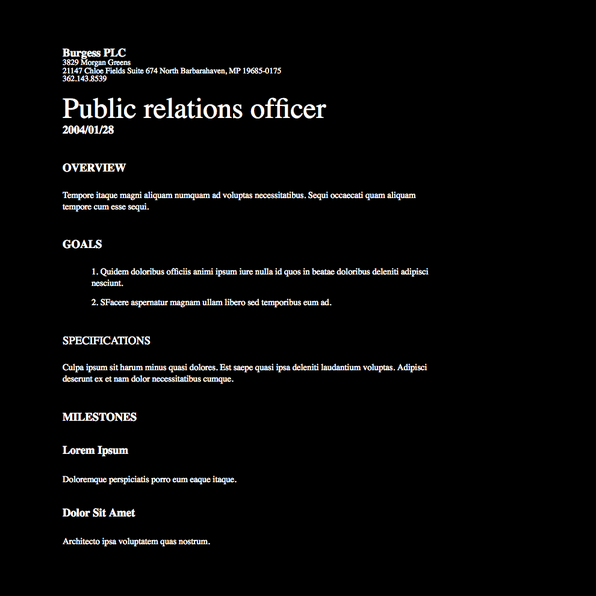 Burgess PLC
3829 Morgan Greens
21147 Chloe Fields Suite 674 North Barbarahaven, MP 19685-0175
362.143.8539
Public relations officer
2004/01/28
OVERVIEW
Tempore itaque magni aliquam numquam ad voluptas necessitatibus. Sequi occaecati quam aliquam
tempore cum esse sequi.
GOALS
1. Quidem doloribus officiis animi ipsum iure nulla id quos in beatae doloribus deleniti adipisci
nesciunt.
2. SFacere aspernatur magnam ullam libero sed temporibus eum ad.
SPECIFICATIONS
Culpa ipsum sit harum minus quasi dolores. Est saepe quasi ipsa deleniti laudantium voluptas. Adipisci
deserunt ex et nam dolor necessitatibus cumque.
MILESTONES
Lorem Ipsum
Doloremque perspiciatis porro eum eaque itaque.
Dolor Sit Amet
Architecto ipsa voluptatem quas nostrum.